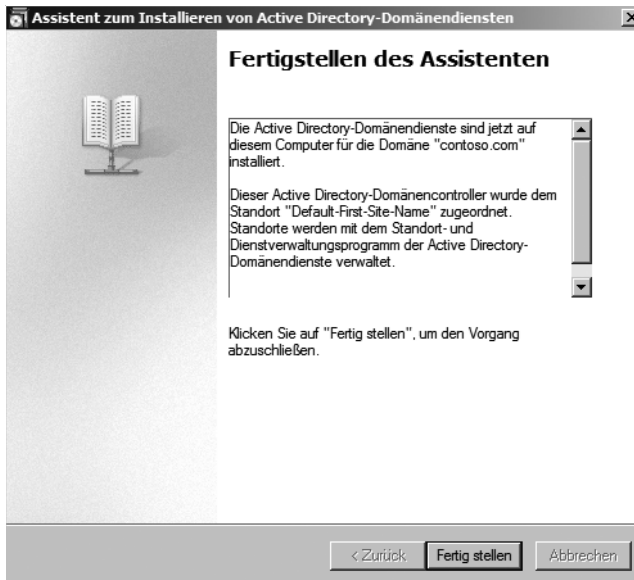 Assistent zum Installieren von Active Directory-Domänendiensten
Fertigstellen des Assistenten
Die Active Directory-Domänendienste sind jetzt auf
diesem Computer für die Domäne "contoso.com"
installiert.
Dieser Active Directory-Domänencontroller wurde dem
Standort "Default-First-Site-Name" zugeordnet.
Standorte werden mit dem Standort- und
Dienstverwaltungsprogramm der Active Directory-
Domänendienste verwaltet.
Klicken Sie auf "Fertig stellen", um den Vorgang
abzuschließen.
< Zurück Fertig stellen Abbrechen